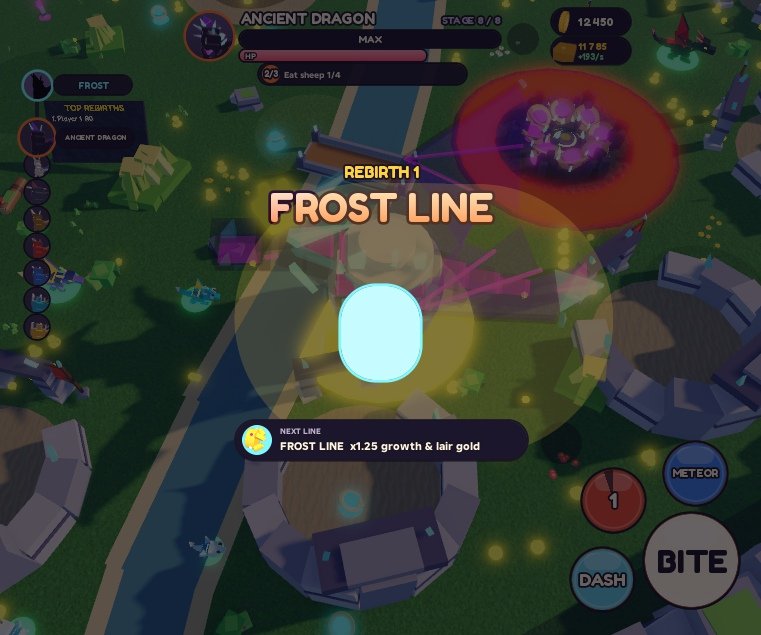 ANCIENT DRAGON
STAGE 8 / 8
MAX
HP
2/3 Eat sheep 1/4
12 450
11 785
+193/s
FROST
TOP REBIRTHS
ANCIENT DRAGON
REBIRTH 1
FROST LINE
NEXT LINE
FROST LINE x1.25 growth & lair gold
1
METEOR
DASH
BITE